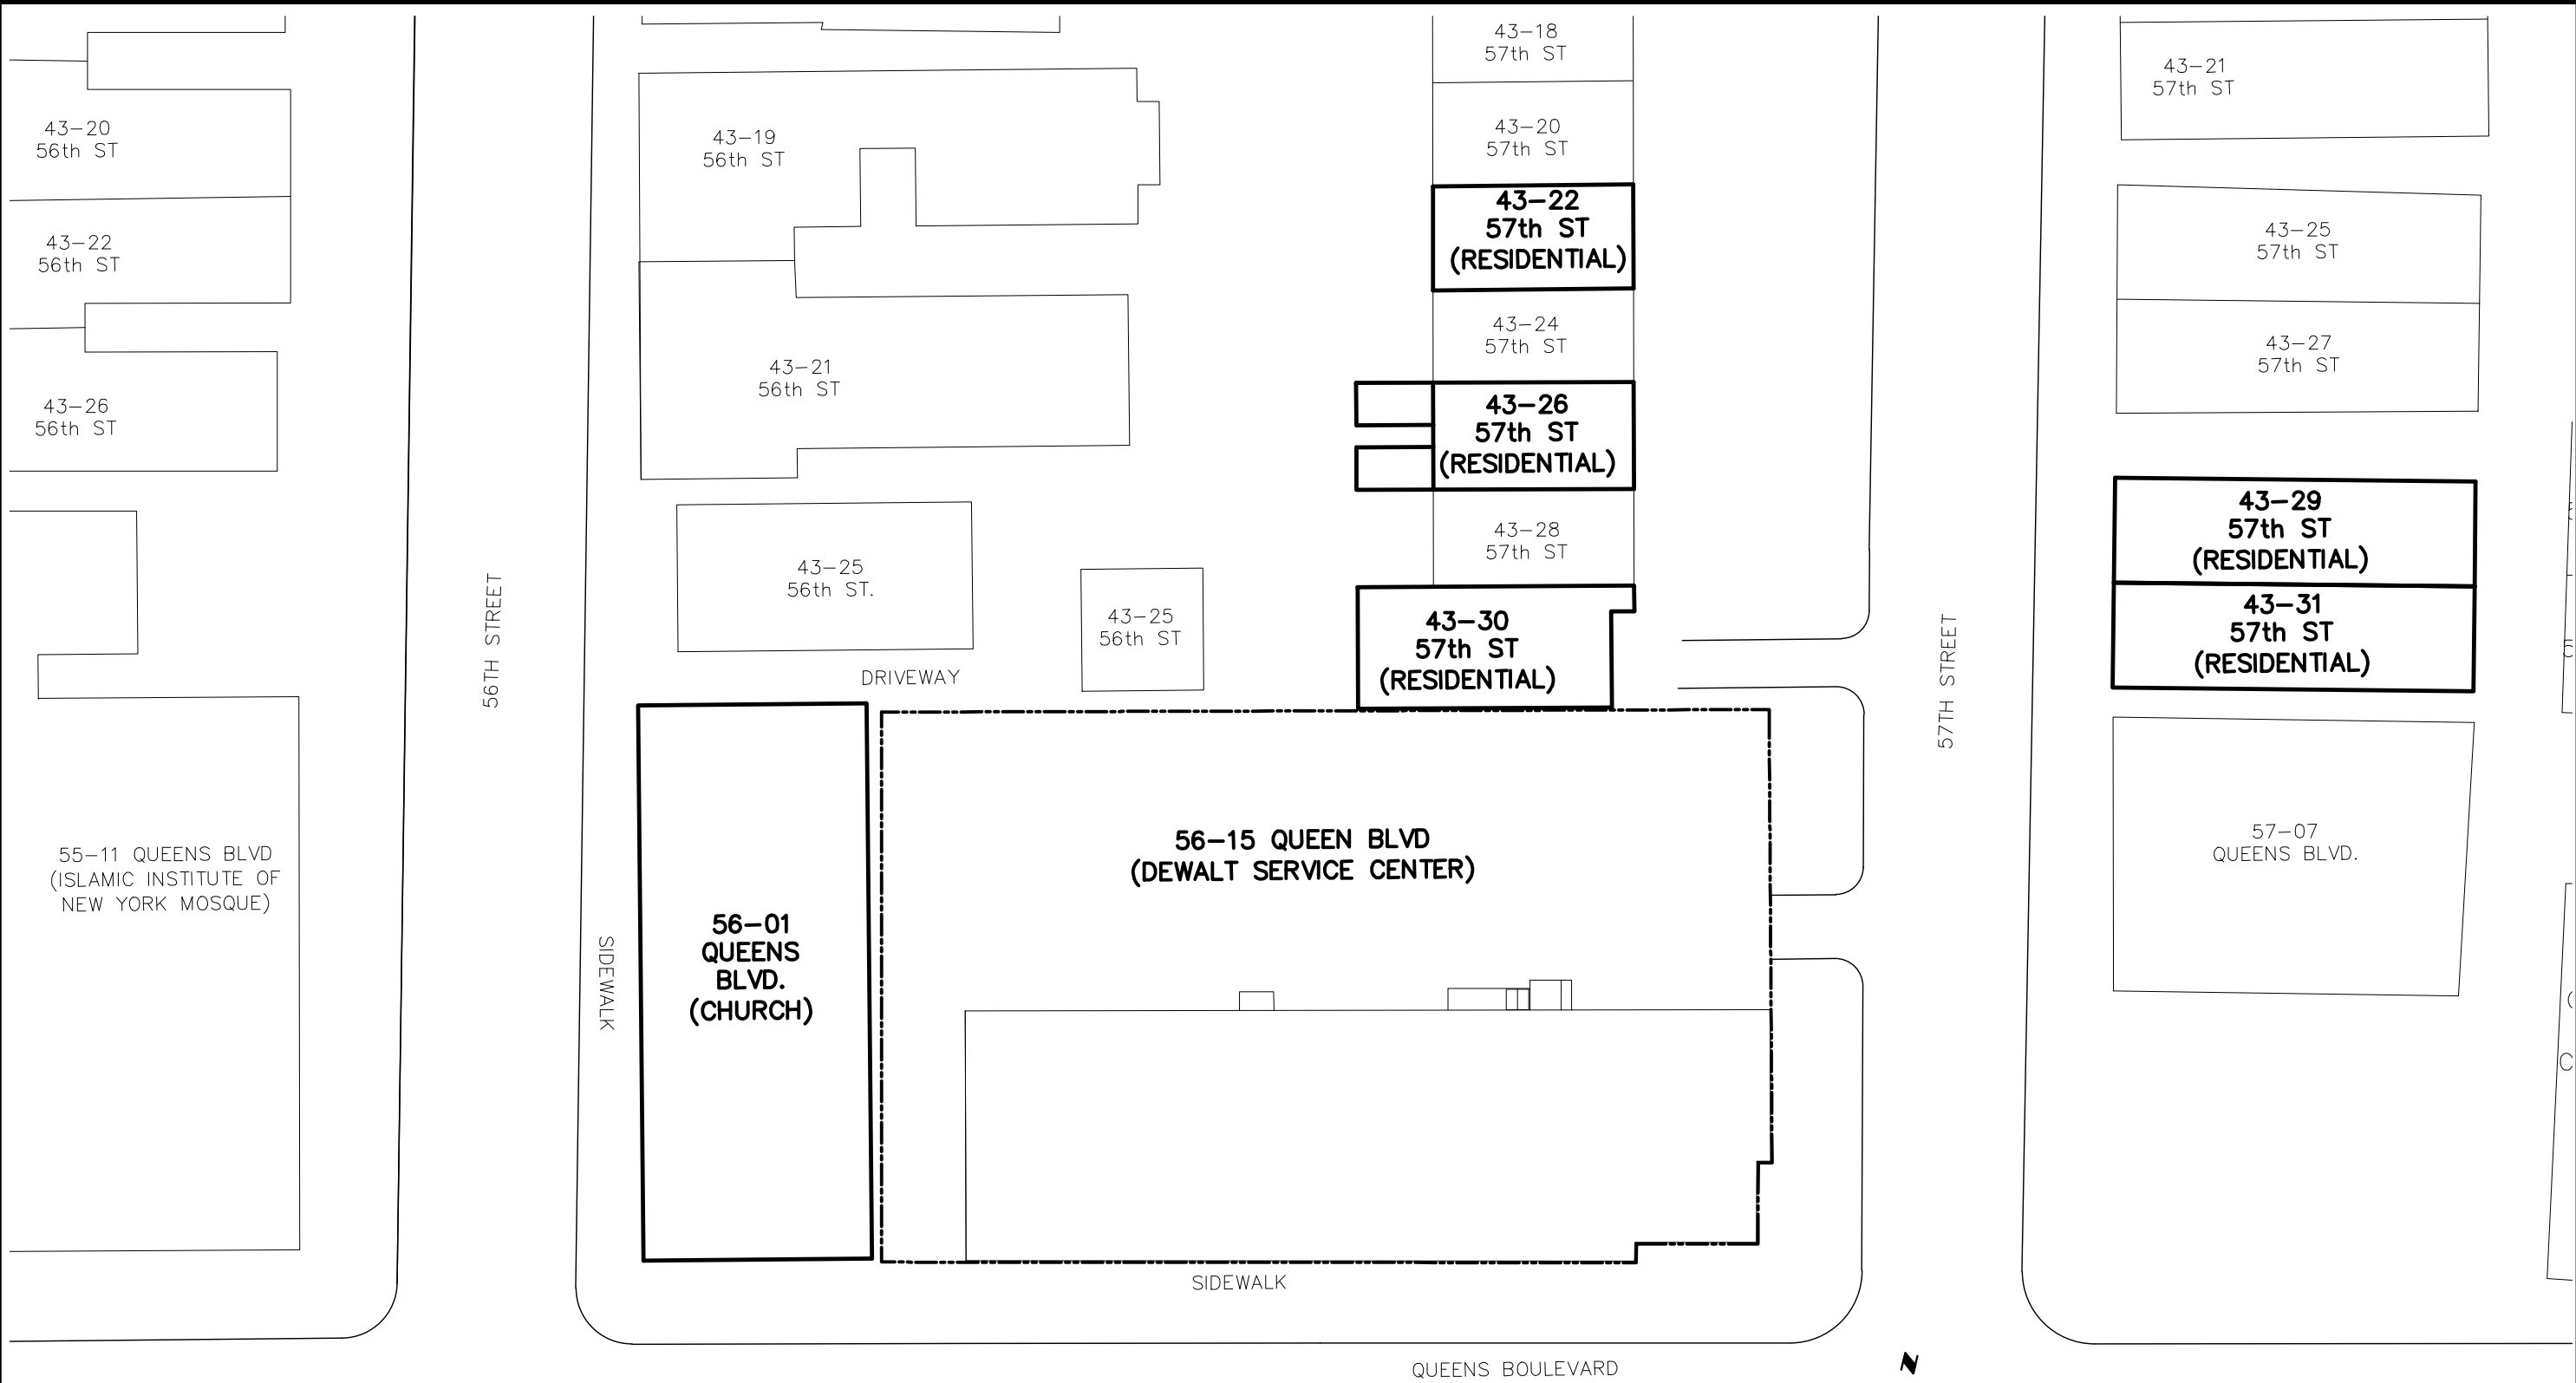 43-18
57th ST
43-21
57th ST
43-20
56th ST
43-19
56th ST
43-20
57th ST
43-22
57th ST
(RESIDENTIAL)
43-22
56th ST
43-25
57th ST
43-24
57th ST
43-27
57th ST
43-21
56th ST
43-26
56th ST
43-26
57th ST
(RESIDENTIAL)
43-28
57th ST
43-29
57th ST
(RESIDENTIAL)
43-25
56th ST.
43-25
56th ST
43-30
57th ST
(RESIDENTIAL)
43-31
57th ST
(RESIDENTIAL)
56TH STREET
57TH STREET
DRIVEWAY
55-11 QUEENS BLVD
(ISLAMIC INSTITUTE OF
NEW YORK MOSQUE)
56-15 QUEEN BLVD
(DEWALT SERVICE CENTER)
57-07
QUEENS BLVD.
56-01
QUEENS
BLVD.
(CHURCH)
SIDEWALK
SIDEWALK
QUEENS BOULEVARD
N